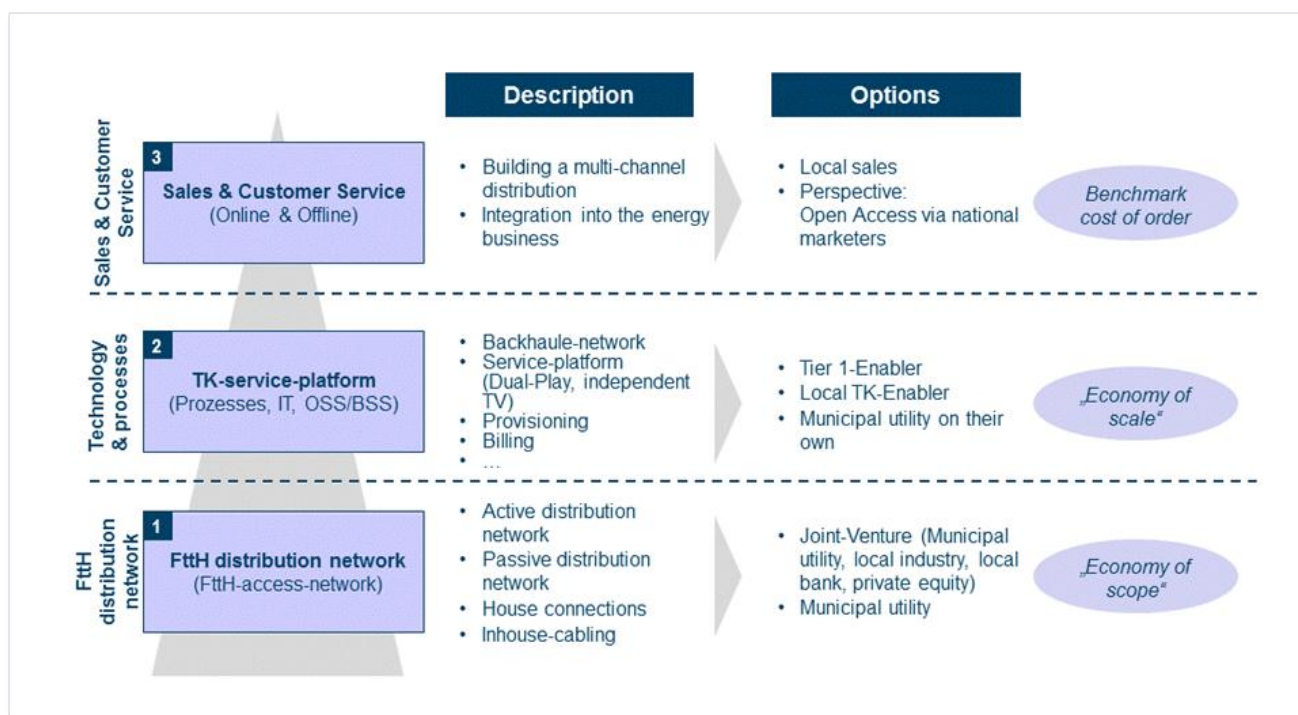 Description
Options
Sales & Customer
Service
3
Sales & Customer Service
(Online & Offline)
• Building a multi-channel
distribution
• Integration into the energy
business
• Local sales
• Perspective:
Open Access via national
marketers
Benchmark
cost of order
Technology
& processes
2
TK-service-platform
(Prozesses, IT, OSS/BSS)
• Backhaule-network
• Service-platform
(Dual-Play, independent
TV)
• Provisioning
• Billing
• ...
• Tier 1-Enabler
• Local TK-Enabler
• Municipal utility on their
own
„Economy of
scale“
FttH
distribution
network
1
FttH distribution network
(FttH-access-network)
• Active distribution
network
• Passive distribution
network
• House connections
• Inhouse-cabling
• Joint-Venture (Municipal
utility, local industry, local
bank, private equity)
• Municipal utility
„Economy of
scope“